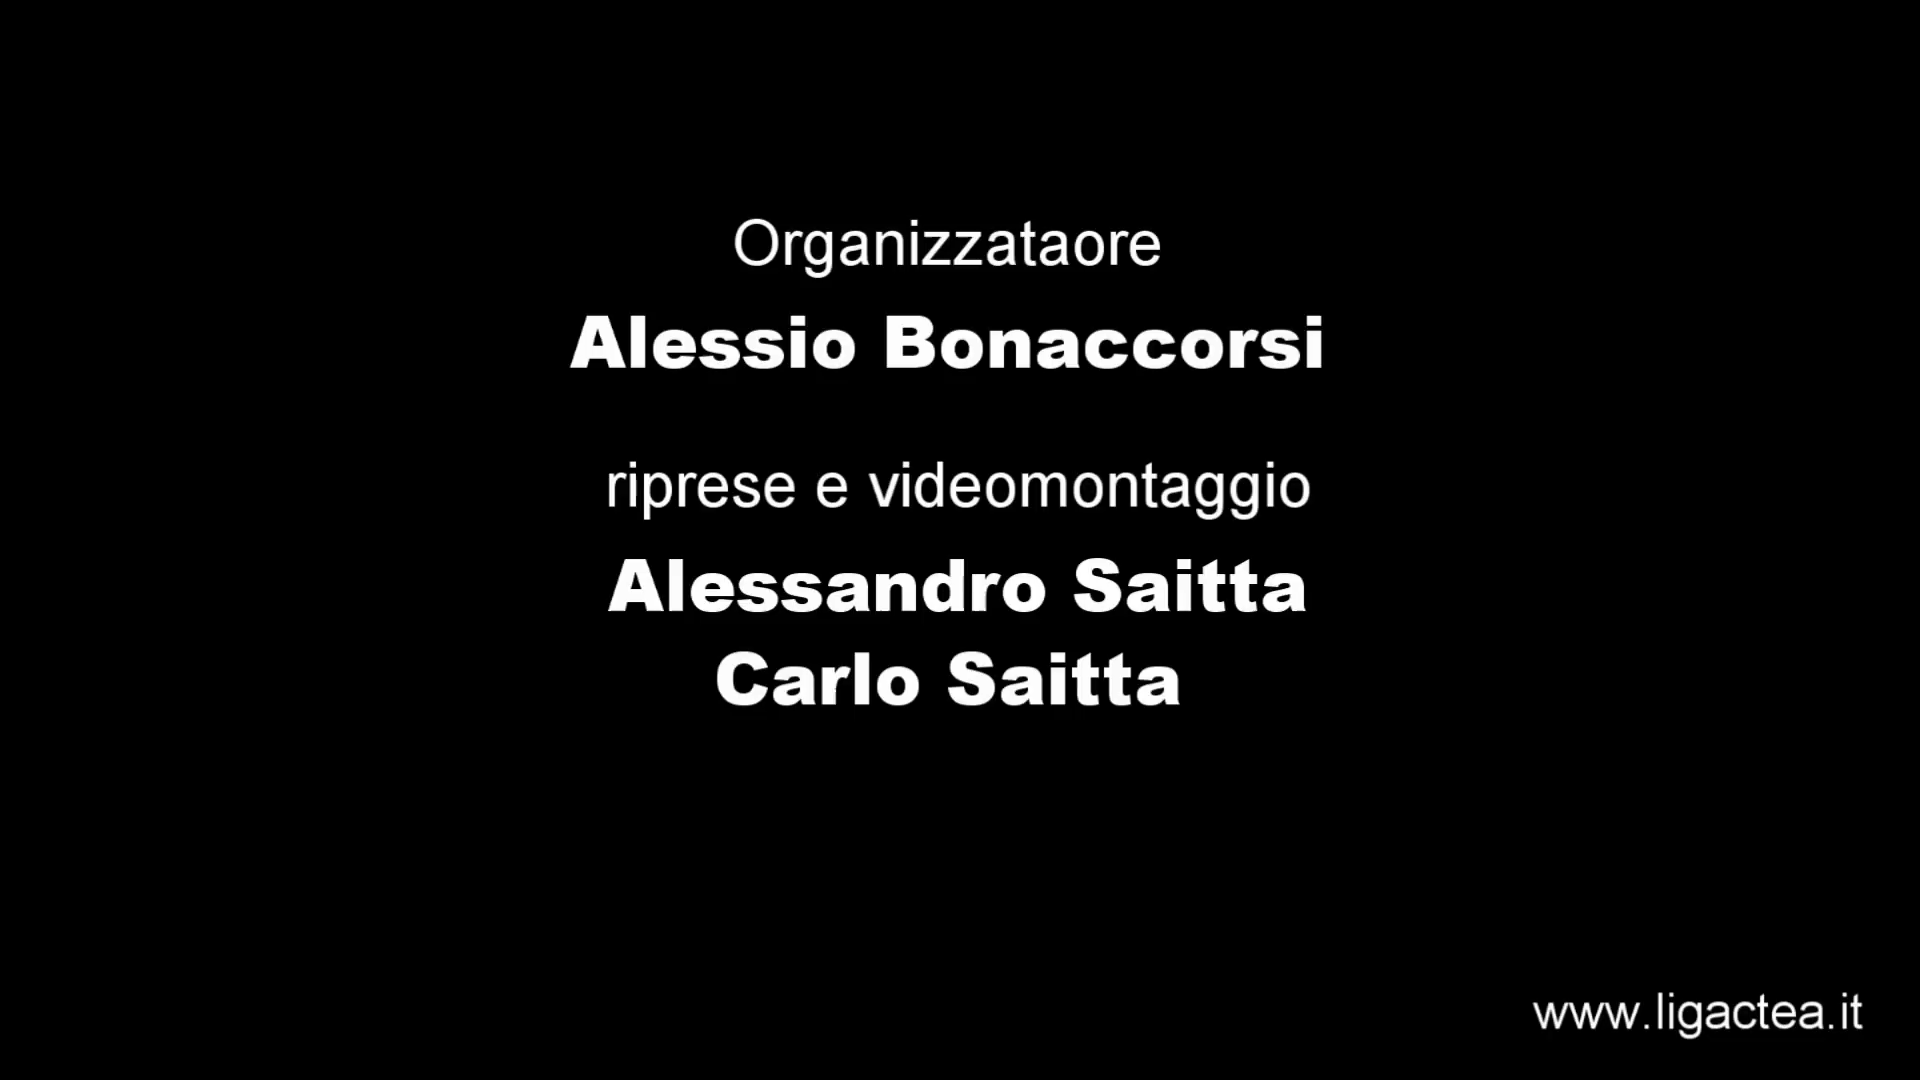 Organizzataore
Alessio Bonaccorsi
riprese e videomontaggio
Alessandro Saitta
Carlo Saitta
www.ligactea.it